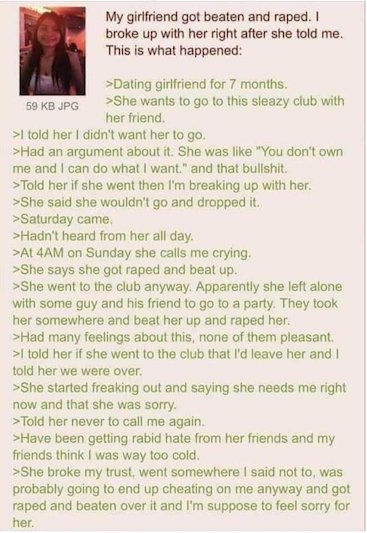 My girlfriend got beaten and raped. I
broke up with her right after she told me.
This is what happened:
>Dating girlfriend for 7 months.
59 KB JPG
>She wants to go to this sleazy club with
her friend.
>I told her I didn't want her to go.
>Had an argument about it. She was like "You don't own
me and I can do what I want." and that bullshit.
>Told her if she went then I'm breaking up with her.
>She said she wouldn't go and dropped it.
>Saturday came.
>Hadn't heard from her all day.
>At 4AM on Sunday she calls me crying.
>She says she got raped and beat up.
>She went to the club anyway. Apparently she left alone
with some guy and his friend to go to a party. They took
her somewhere and beat her up and raped her.
>Had many feelings about this, none of them pleasant.
>I told her if she went to the club that I'd leave her and I
told her we were over.
>She started freaking out and saying she needs me right
now and that she was sorry.
>Told her never to call me again.
>Have been getting rabid hate from her friends and my
friends think I was way too cold.
>She broke my trust, went somewhere I said not to, was
probably going to end up cheating on me anyway and got
raped and beaten over it and I'm suppose to feel sorry for
her.